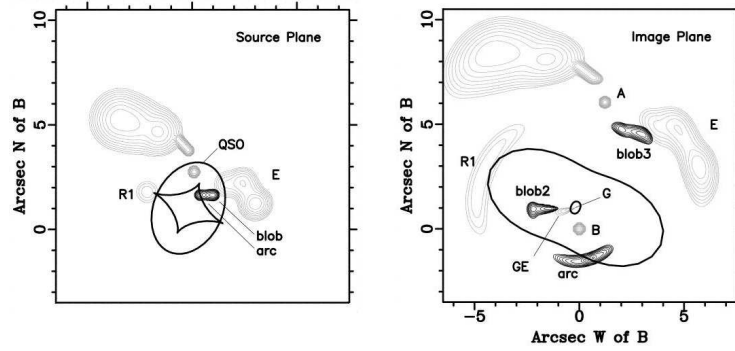 Source Plane
QSO
R1
E
blob
arc
Arcsec N of B
10
5
0
Image Plane
A
E
blob3
R1
blob2
G
B
GE
arc
Arcsec N of B
10
5
0
-5
0
5
Arcsec W of B